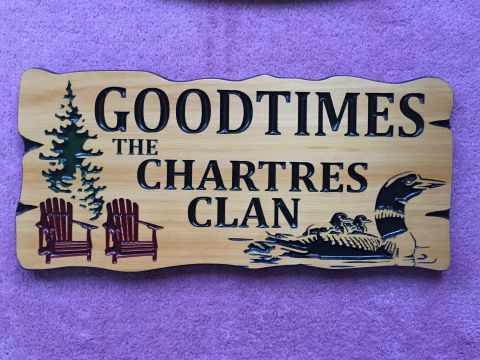 GOODTIMES
THE
CHARTRES
CLAN